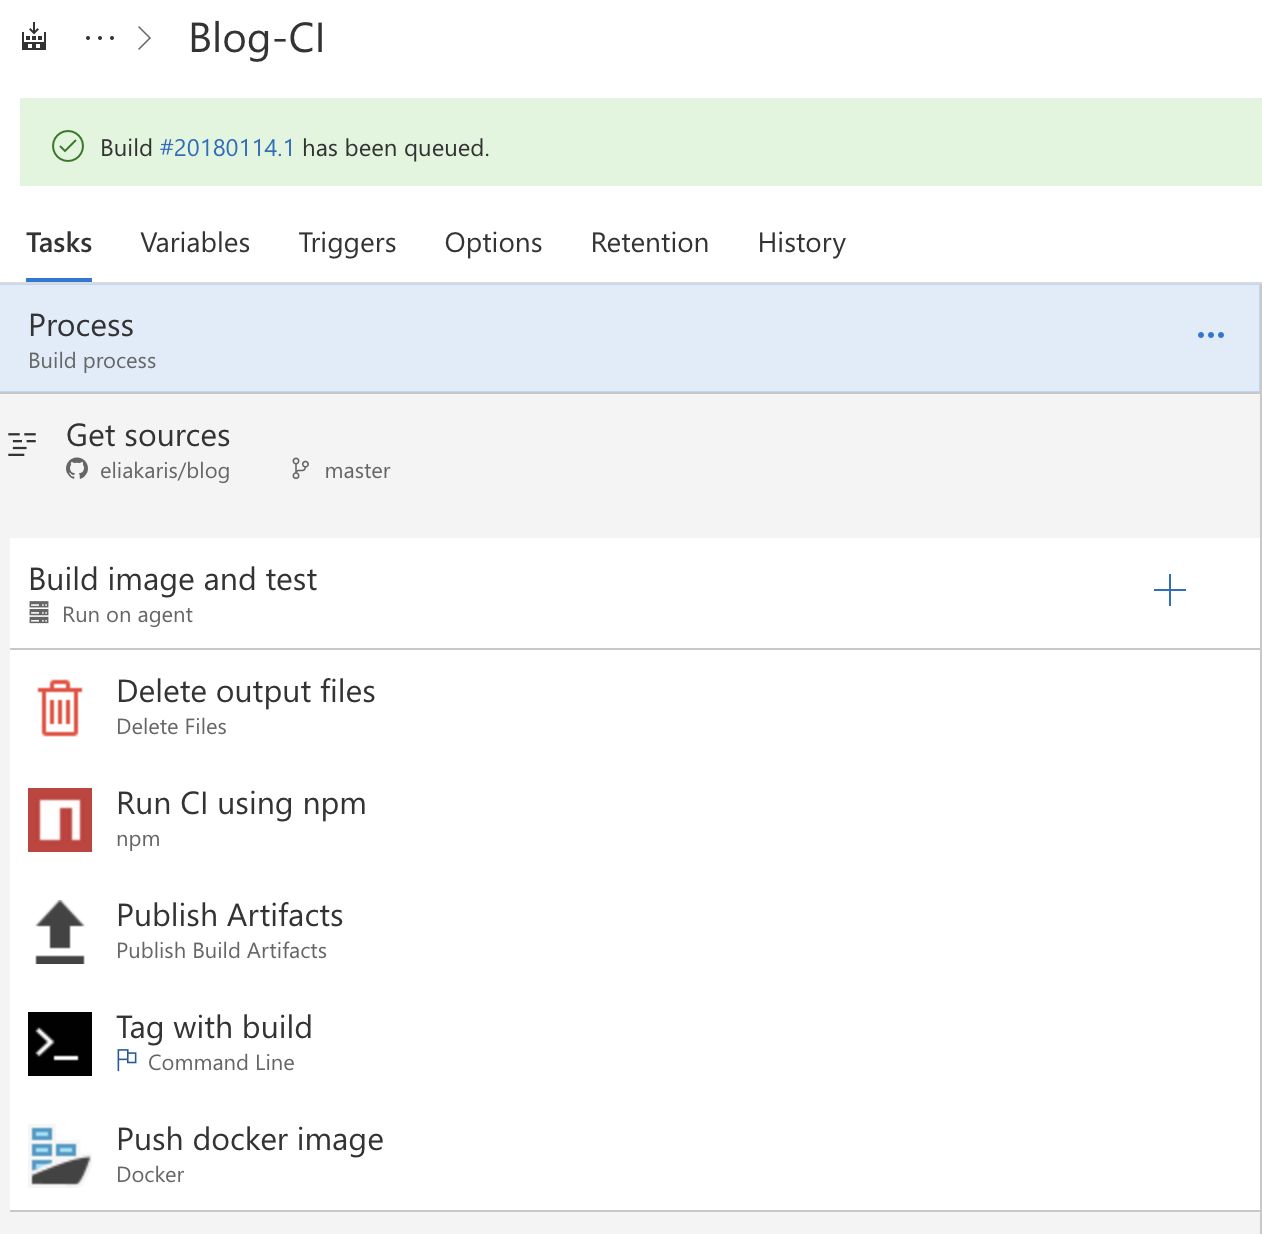 ... > Blog-CI
Build #20180114.1 has been queued.
Tasks Variables Triggers Options Retention History
Process
Build process
Get sources
eliakaris/blog master
Build image and test
Run on agent
Delete output files
Delete Files
Run CI using npm
npm
Publish Artifacts
Publish Build Artifacts
Tag with build
Command Line
Push docker image
Docker